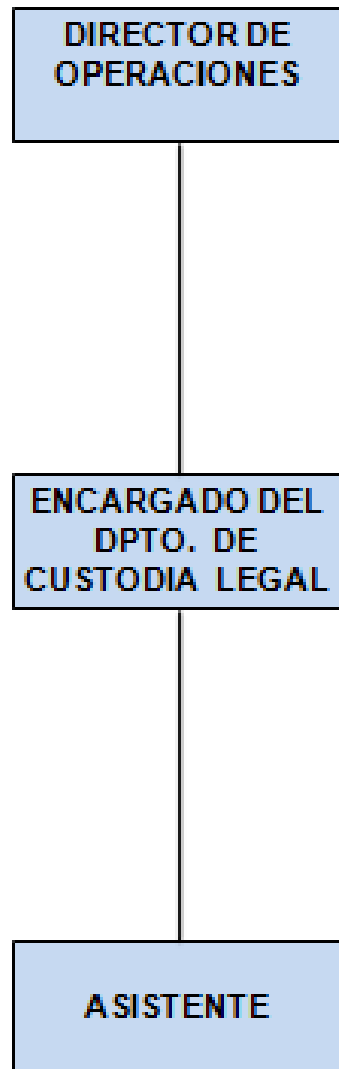 DIRECTOR DE
OPERACIONES
ENCARGADO DEL
DPTO. DE
CUSTODIA LEGAL
ASISTENTE